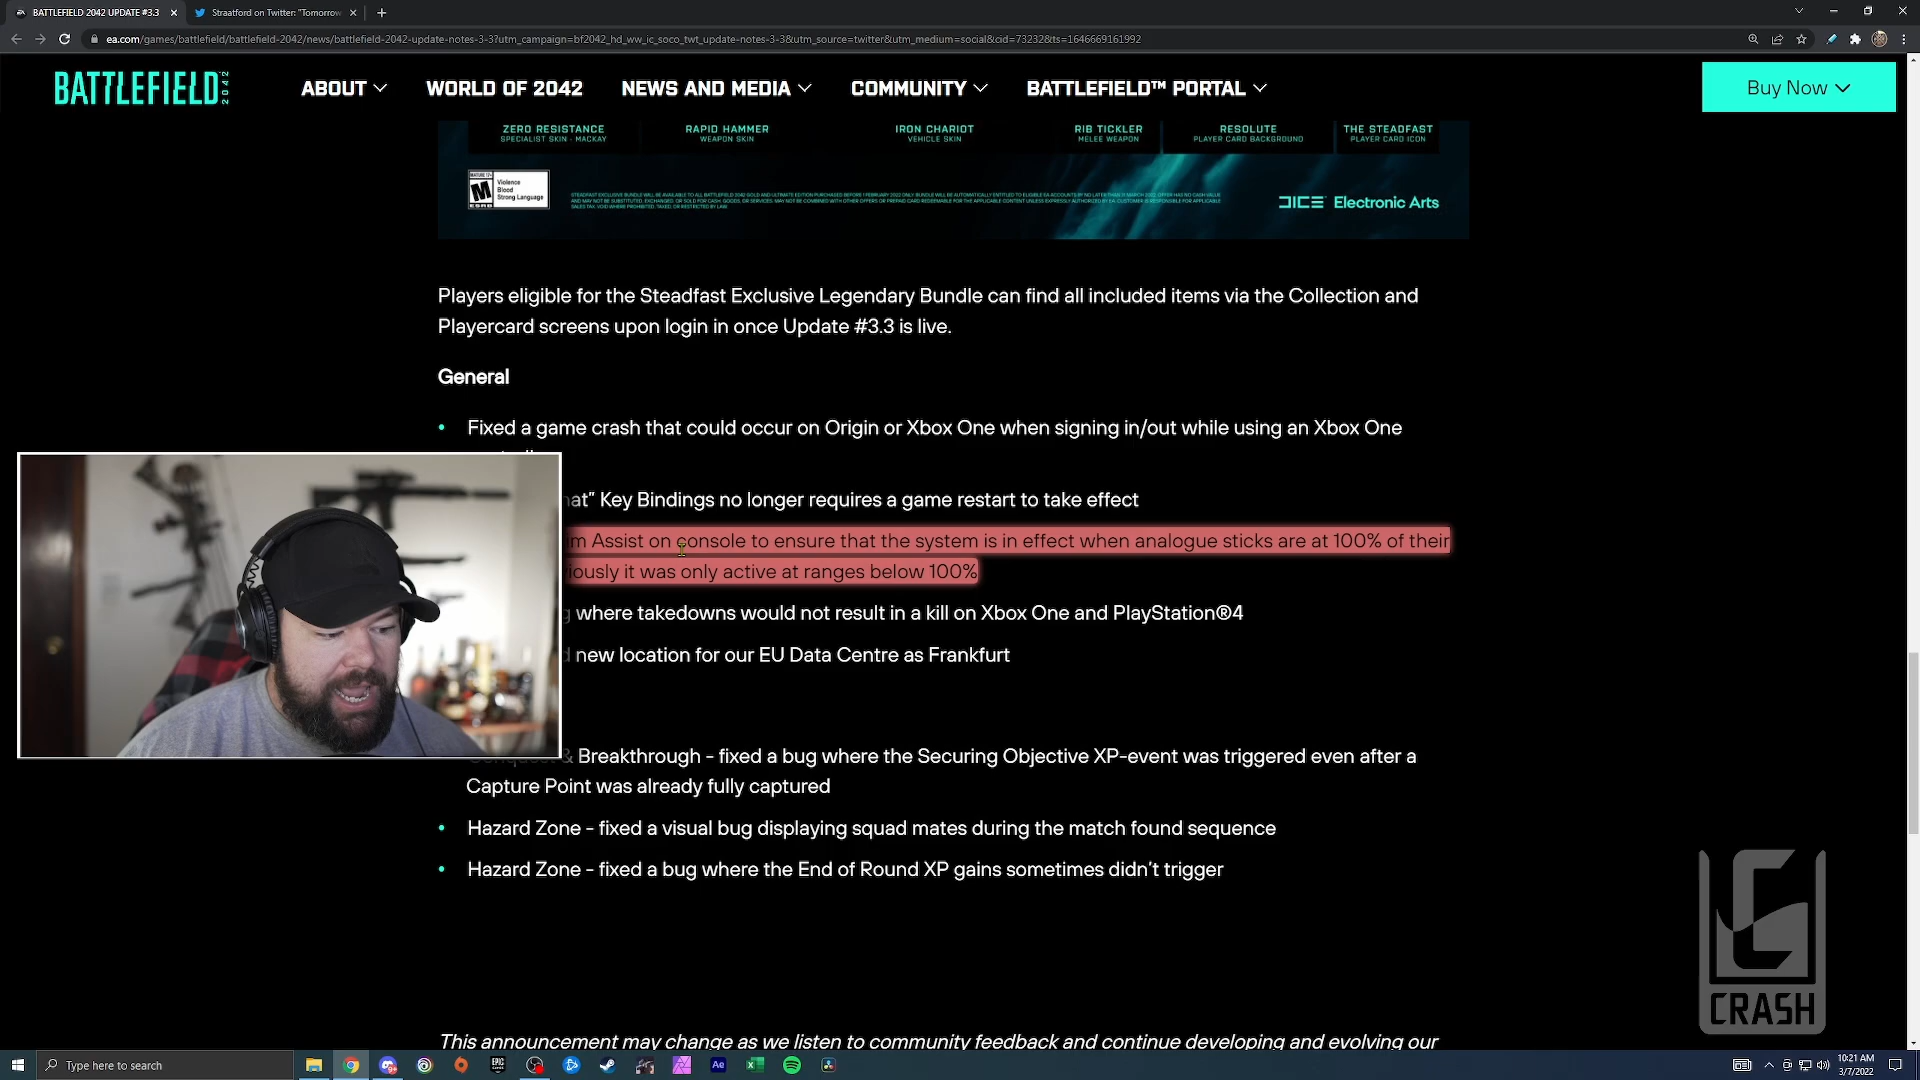 BATTLEFIELD 2042 UPDATE #3.3
Straatford on Twitter: "Tomorrow
ea.com/games/battlefield/battlefield-2042/news/battlefield-2042-update-notes-3-3?utm_campaign=bf2042_hd_ww_ic_soco_twt_update-notes-3-3&utm_source=twitter&utm_medium=social&cid=73232&ts=1646669161992
BATTLEFIELD 2042
ABOUT
WORLD OF 2042
NEWS AND MEDIA
COMMUNITY
BATTLEFIELD™ PORTAL
Buy Now
ZERO RESISTANCE
SPECIALIST SKIN - MACKAY
RAPID HAMMER
WEAPON SKIN
IRON CHARIOT
VEHICLE SKIN
RIB TICKLER
MELEE WEAPON
RESOLUTE
PLAYER CARD BACKGROUND
THE STEADFAST
PLAYER CARD ICON
MATURE 17+
M
ESRB
Violence
Blood
Strong Language
DICE Electronic Arts
Players eligible for the Steadfast Exclusive Legendary Bundle can find all included items via the Collection and
Playercard screens upon login in once Update #3.3 is live.
General
• Fixed a game crash that could occur on Origin or Xbox One when signing in/out while using an Xbox One
hat" Key Bindings no longer requires a game restart to take effect
im Assist on console to ensure that the system is in effect when analogue sticks are at 100% of their
iously it was only active at ranges below 100%
g where takedowns would not result in a kill on Xbox One and PlayStation®4
d new location for our EU Data Centre as Frankfurt
& Breakthrough - fixed a bug where the Securing Objective XP-event was triggered even after a
Capture Point was already fully captured
• Hazard Zone - fixed a visual bug displaying squad mates during the match found sequence
• Hazard Zone - fixed a bug where the End of Round XP gains sometimes didn't trigger
CRASH
This announcement may change as we listen to community feedback and continue developing and evolving our
Type here to search
EPIC
Ae
10:21 AM
3/7/2022